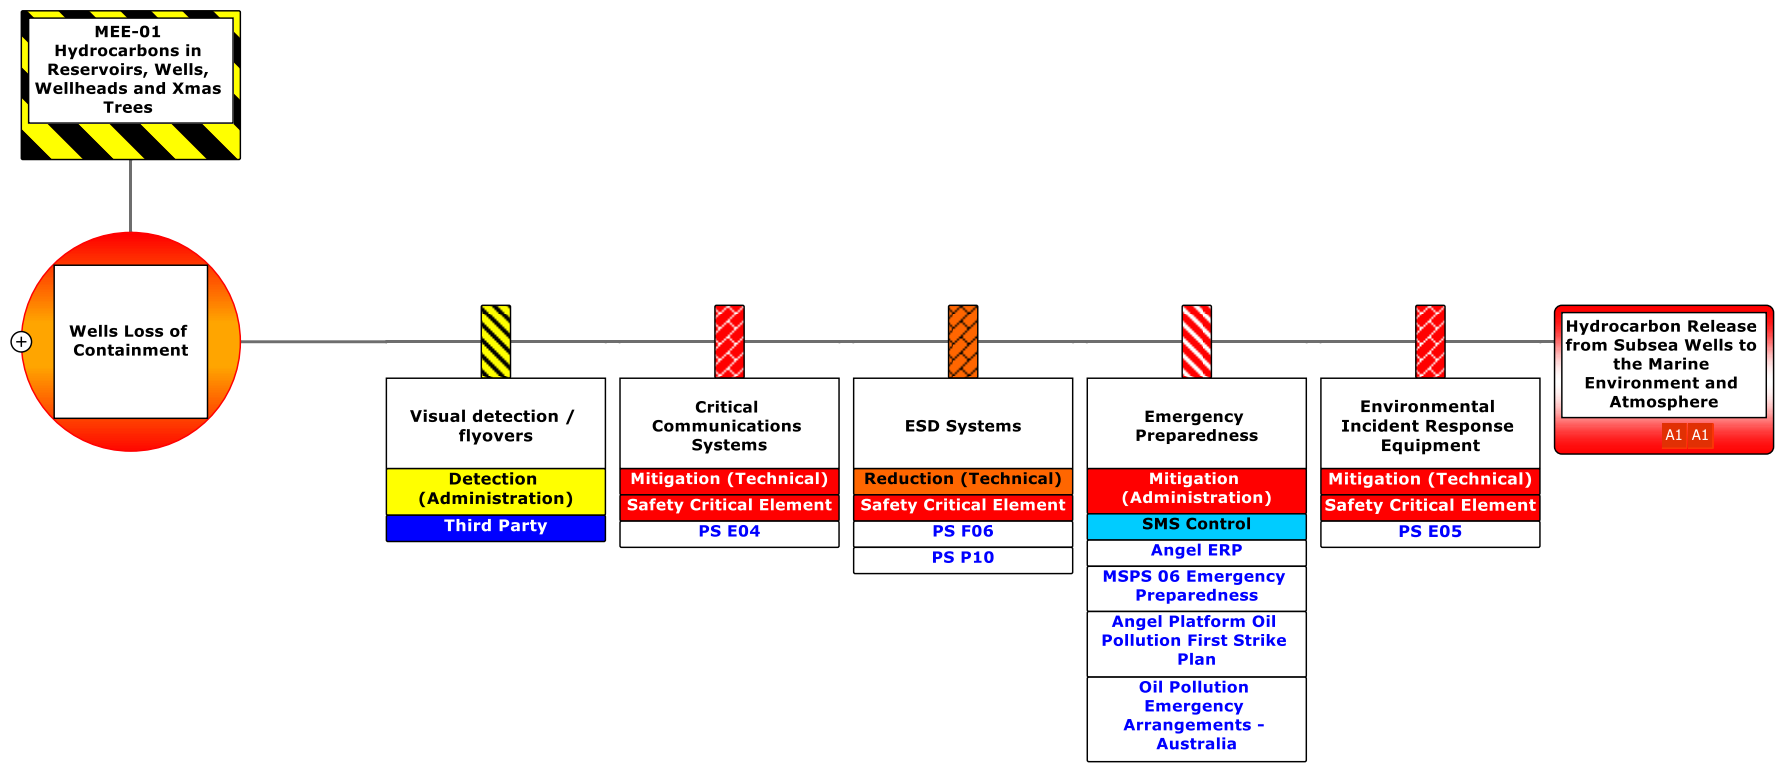 MEE-01
Hydrocarbons in
Reservoirs, Wells,
Wellheads and Xmas
Trees
Wells Loss of
Containment
+
Visual detection /
flyovers
Detection
(Administration)
Third Party
Critical
Communications
Systems
Mitigation (Technical)
Safety Critical Element
PS E04
ESD Systems
Reduction (Technical)
Safety Critical Element
PS F06
PS P10
Emergency
Preparedness
Mitigation
(Administration)
SMS Control
Angel ERP
MSPS 06 Emergency
Preparedness
Angel Platform Oil
Pollution First Strike
Plan
Oil Pollution
Emergency
Arrangements -
Australia
Environmental
Incident Response
Equipment
Mitigation (Technical)
Safety Critical Element
PS E05
Hydrocarbon Release
from Subsea Wells to
the Marine
Environment and
Atmosphere
A1 A1